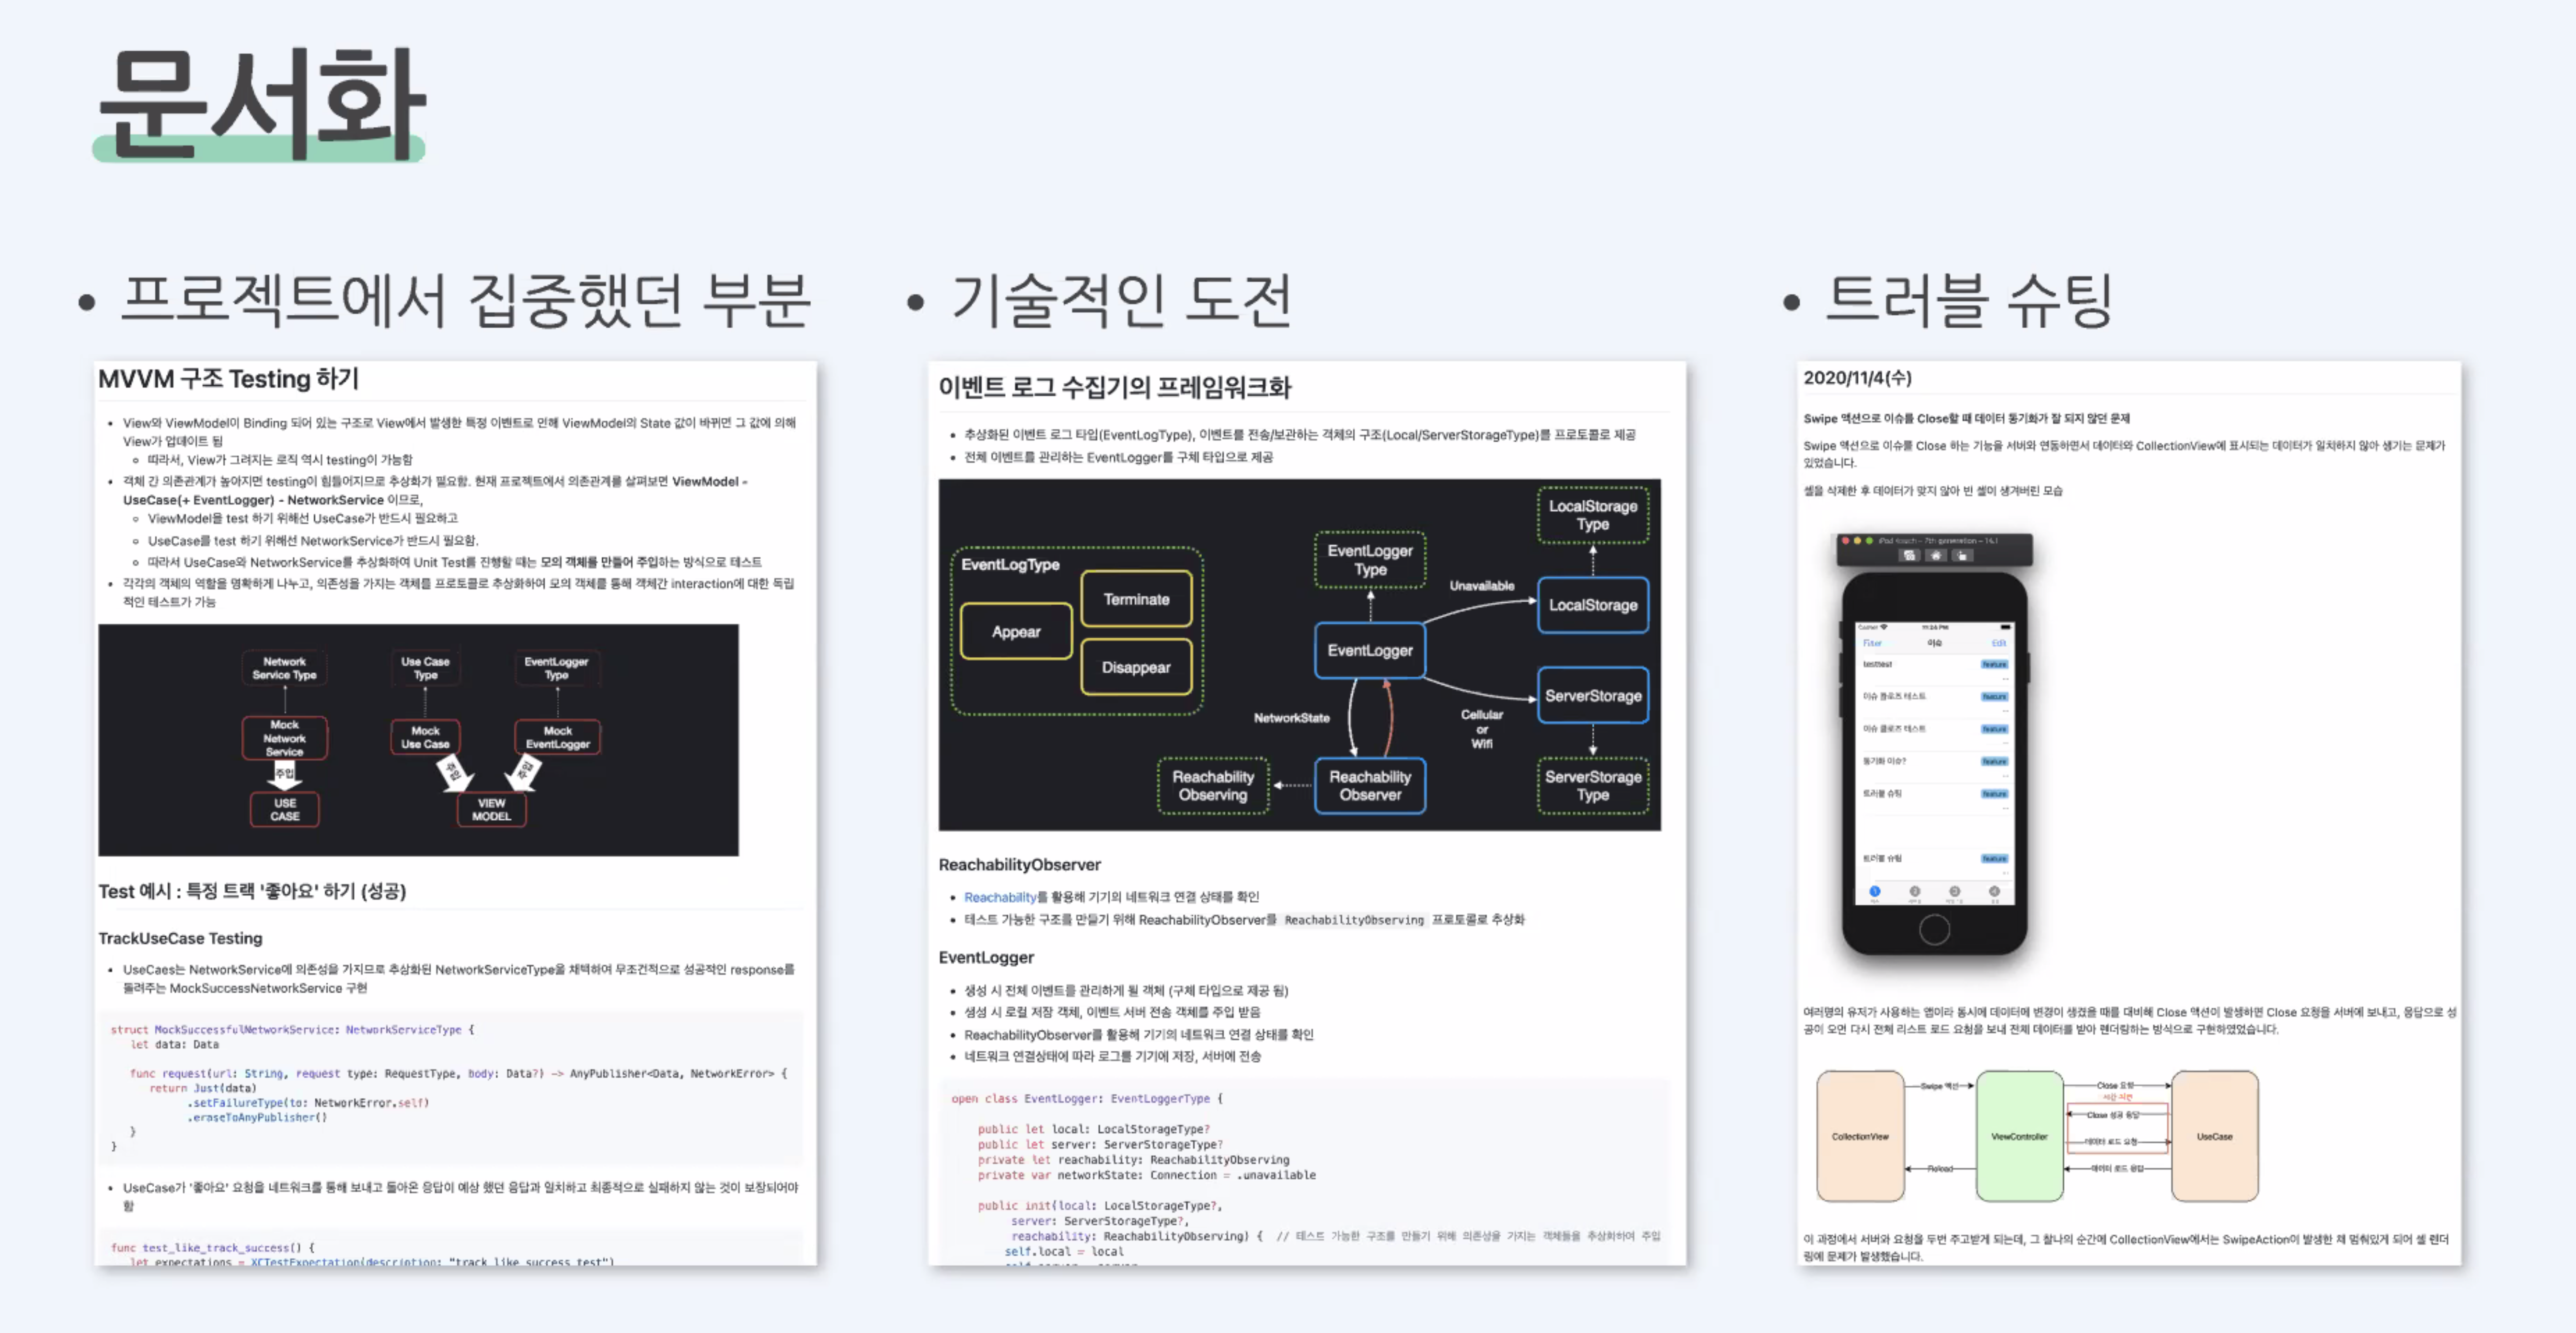 문서화
• 프로젝트에서 집중했던 부분
MVVM 구조 Testing 하기
• View와 ViewModel이 Binding 되어 있는 구조로 View에서 발생한 특정 이벤트로 인해 ViewModel의 State 값이 바뀌면 그 값에 의해
View가 업데이트 됨
◦ 따라서, View가 그려지는 로직 역시 testing이 가능함
• 객체 간 의존관계가 높아지면 testing이 힘들어지므로 추상화가 필요함. 현재 프로젝트에서 의존관계를 살펴보면 ViewModel -
UseCase(+ EventLogger) - NetworkService 이므로,
◦ ViewModel을 test 하기 위해선 UseCase가 반드시 필요하고
◦ UseCase를 test 하기 위해선 NetworkService가 반드시 필요함.
◦ 따라서 UseCase와 NetworkService를 추상화하여 Unit Test를 진행할 때는 모의 객체를 만들어 주입하는 방식으로 테스트
• 각각의 객체의 역할을 명확하게 나누고, 의존성을 가지는 객체를 프로토콜로 추상화하여 모의 객체를 통해 객체간 interaction에 대한 독립
적인 테스트가 가능
Network
Service Type
Use Case
Type
EventLogger
Type
Mock
Network
Service
Mock
Use Case
Mock
EventLogger
주입
주입
주입
USE
CASE
VIEW
MODEL
Test 예시 : 특정 트랙 '좋아요' 하기 (성공)
TrackUseCase Testing
• UseCaes는 NetworkService에 의존성을 가지므로 추상화된 NetworkServiceType을 채택하여 무조건적으로 성공적인 response를
돌려주는 MockSuccessNetworkService 구현
struct MockSuccessfulNetworkService: NetworkServiceType {
let data: Data
func request(url: String, request type: RequestType, body: Data?) -> AnyPublisher<Data, NetworkError> {
return Just(data)
.setFailureType(to: NetworkError.self)
.eraseToAnyPublisher()
}
}
• UseCase가 '좋아요' 요청을 네트워크를 통해 보내고 돌아온 응답이 예상 했던 응답과 일치하고 최종적으로 실패하지 않는 것이 보장되어야
함
func test_like_track_success() {
let expectations = XCTestExpectation(description: "track like success test")
• 기술적인 도전
이벤트 로그 수집기의 프레임워크화
• 추상화된 이벤트 로그 타입(EventLogType), 이벤트를 전송/보관하는 객체의 구조(Local/ServerStorageType)를 프로토콜로 제공
• 전체 이벤트를 관리하는 EventLogger를 구체 타입으로 제공
EventLogType
Appear
Terminate
Disappear
EventLogger
Type
EventLogger
LocalStorage
Type
Unavailable
LocalStorage
ServerStorage
NetworkState
Cellular
or
Wifi
Reachability
Observing
Reachability
Observer
ServerStorage
Type
ReachabilityObserver
• Reachability를 활용해 기기의 네트워크 연결 상태를 확인
• 테스트 가능한 구조를 만들기 위해 ReachabilityObserver를 ReachabilityObserving 프로토콜로 추상화
EventLogger
• 생성 시 전체 이벤트를 관리하게 될 객체 (구체 타입으로 제공 됨)
• 생성 시 로컬 저장 객체, 이벤트 서버 전송 객체를 주입 받음
• ReachabilityObserver를 활용해 기기의 네트워크 연결 상태를 확인
• 네트워크 연결상태에 따라 로그를 기기에 저장, 서버에 전송
open class EventLogger: EventLoggerType {
public let local: LocalStorageType?
public let server: ServerStorageType?
private let reachability: ReachabilityObserving
private var networkState: Connection = .unavailable
public init(local: LocalStorageType?,
server: ServerStorageType?,
reachability: ReachabilityObserving) { // 테스트 가능한 구조를 만들기 위해 의존성을 가지는 객체들을 추상화하여 주입
self.local = local
• 트러블 슈팅
2020/11/4(수)
Swipe 액션으로 이슈를 Close할 때 데이터 동기화가 잘 되지 않던 문제
Swipe 액션으로 이슈를 Close 하는 기능을 서버와 연동하면서 데이터와 CollectionView에 표시되는 데이터가 일치하지 않아 생기는 문제가
있었습니다.
셀을 삭제한 후 데이터가 맞지 않아 빈 셀이 생겨버린 모습
iPod touch – 7th generation – 14.1
Carrier
11:24 PM
Filter
이슈
Edit
testtest
feature
이슈 클로즈 테스트
feature
이슈 클로즈 테스트
feature
동기화 이슈?
feature
트러블 슈팅
feature
트러블 슈팅
feature
여러명의 유저가 사용하는 앱이라 동시에 데이터에 변경이 생겼을 때를 대비해 Close 액션이 발생하면 Close 요청을 서버에 보내고, 응답으로 성
공이 오면 다시 전체 리스트 로드 요청을 보내 전체 데이터를 받아 렌더링하는 방식으로 구현하였었습니다.
CollectionView
Swipe 액션
Reload
ViewController
Close 요청
시간 지연
Close 성공 응답
데이터 로드 요청
데이터 로드 응답
UseCase
이 과정에서 서버와 요청을 두번 주고받게 되는데, 그 찰나의 순간에 CollectionView에서는 SwipeAction이 발생한 채 멈춰있게 되어 셀 렌더
링에 문제가 발생했습니다.